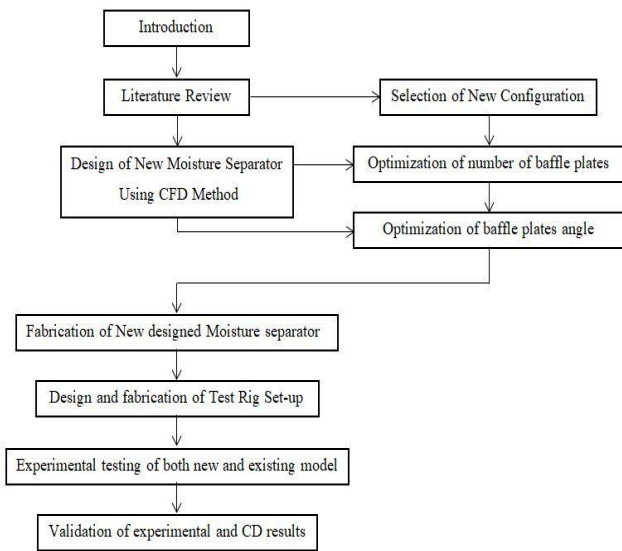 Introduction
Literature Review
Selection of New Configuration
Design of New Moisture Separator
Using CFD Method
Optimization of number of baffle plates
Optimization of baffle plates angle
Fabrication of New designed Moisture separator
Design and fabrication of Test Rig Set-up
Experimental testing of both new and existing model
Validation of experimental and CD results